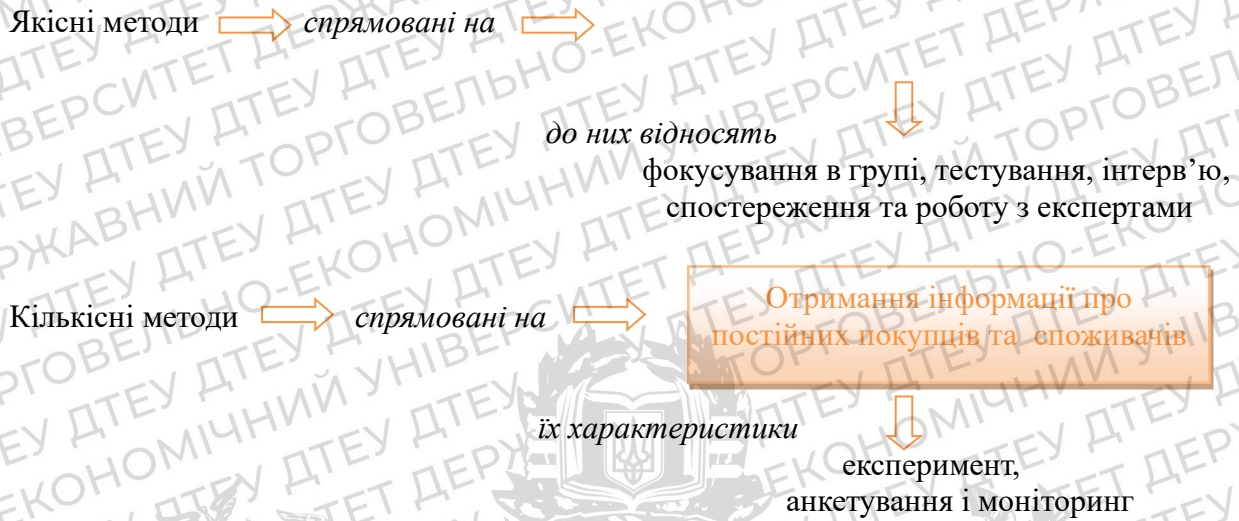 Якісні методи спрямовані на
до них відносять
фокусування в групі, тестування, інтерв’ю,
спостереження та роботу з експертами
Кількісні методи спрямовані на
Отримання інформації про
постійних покупців та споживачів
їх характеристики
експеримент,
анкетування і моніторинг